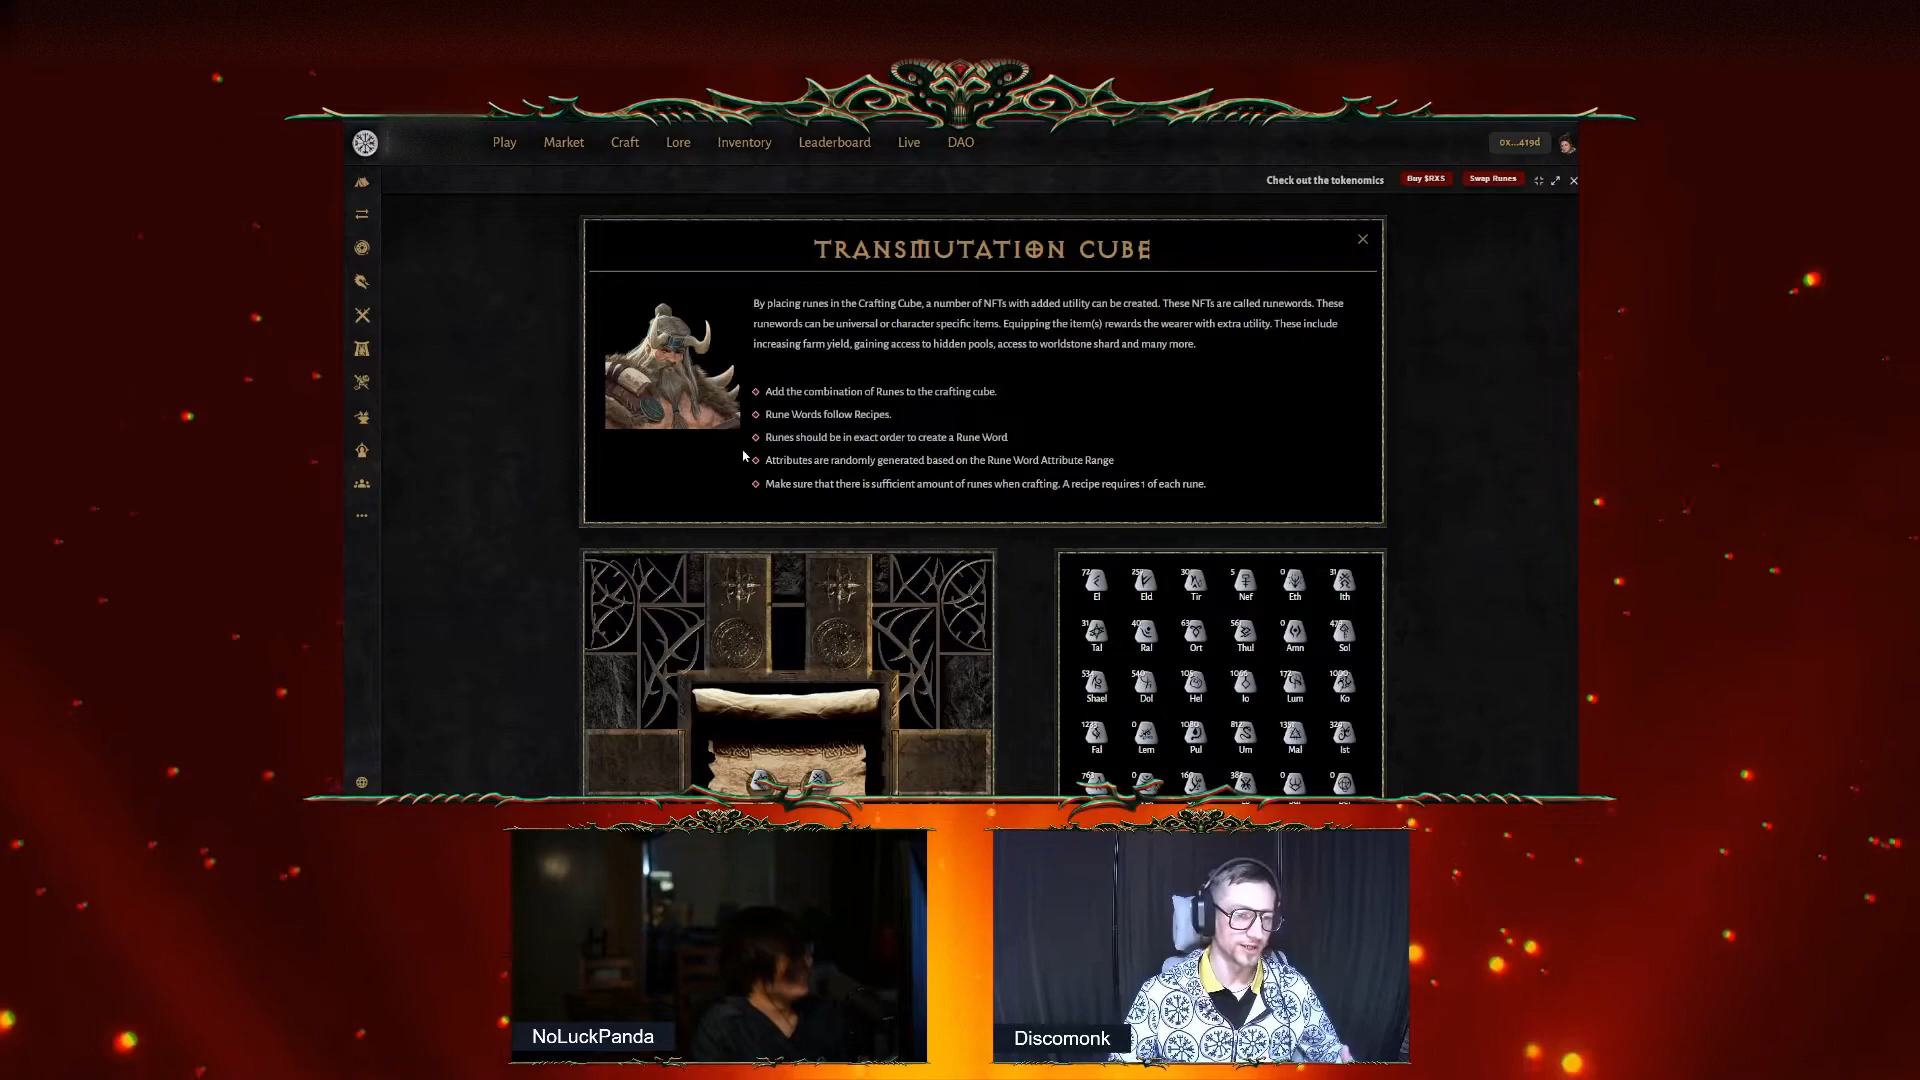 Play Market Craft Lore Inventory Leaderboard Live DAO
0x...419d
Check out the tokenomics Buy $RXS Swap Runes
TRANSMUTATION CUBE
By placing runes in the Crafting Cube, a number of NFTs with added utility can be created. These NFTs are called runewords. These
runewords can be universal or character specific items. Equipping the item(s) rewards the wearer with extra utility. These include
increasing farm yield, gaining access to hidden pools, access to worldstone shard and many more.
Add the combination of Runes to the crafting cube.
Rune Words follow Recipes.
Runes should be in exact order to create a Rune Word
Attributes are randomly generated based on the Rune Word Attribute Range
Make sure that there is sufficient amount of runes when crafting. A recipe requires 1 of each rune.
5 0
El Eld Tir Nef Eth Ith
0
Tal Ral Ort Thul Amn Sol
Shael Dol Hel Io Lum Ko
0
Fal Lem Pul Um Mal Ist
0 0 0
NoLuckPanda
Discomonk